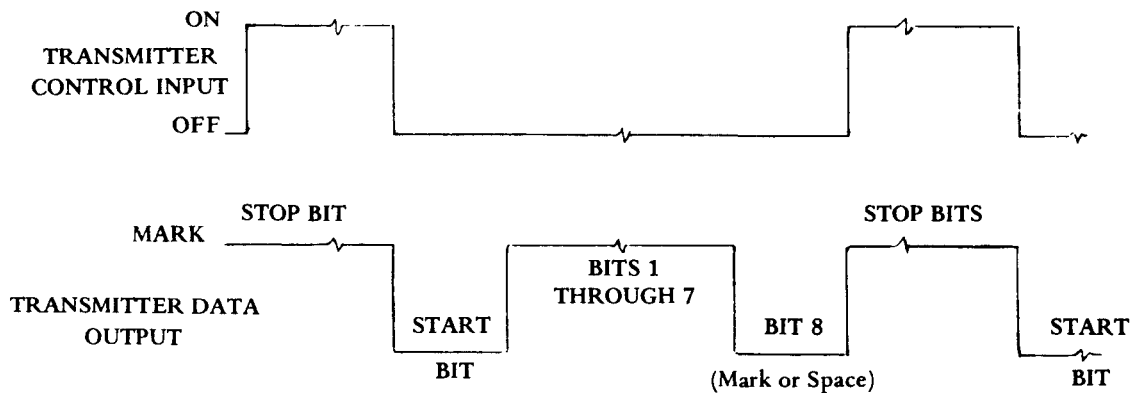 ON
TRANSMITTER
CONTROL INPUT
OFF
STOP BIT
STOP BITS
MARK
BITS 1
THROUGH 7
TRANSMITTER DATA
OUTPUT
START
BIT
BIT 8
(Mark or Space)
START
BIT